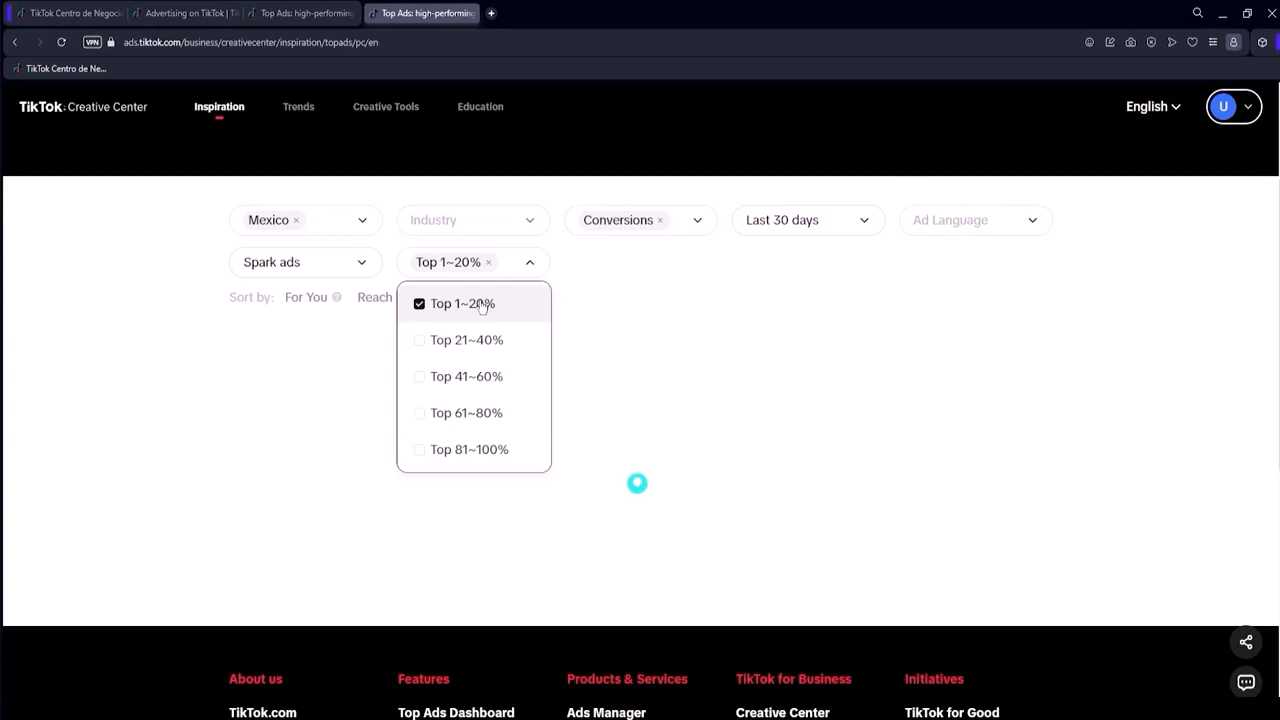 TikTok Centro de Negocio
Advertising on TikTok | Ti
Top Ads: high-performing
Top Ads: high-performing
VPN
ads.tiktok.com/business/creativecenter/inspiration/topads/pc/en
TikTok Centro de Ne...
TikTok: Creative Center
Inspiration
Trends
Creative Tools
Education
English
U
Mexico ×
Industry
Conversions ×
Last 30 days
Ad Language
Spark ads
Top 1~20% ×
Sort by:
For You
Reach
Top 1~20%
Top 21~40%
Top 41~60%
Top 61~80%
Top 81~100%
About us
Features
Products & Services
TikTok for Business
Initiatives
TikTok.com
Top Ads Dashboard
Ads Manager
Creative Center
TikTok for Good